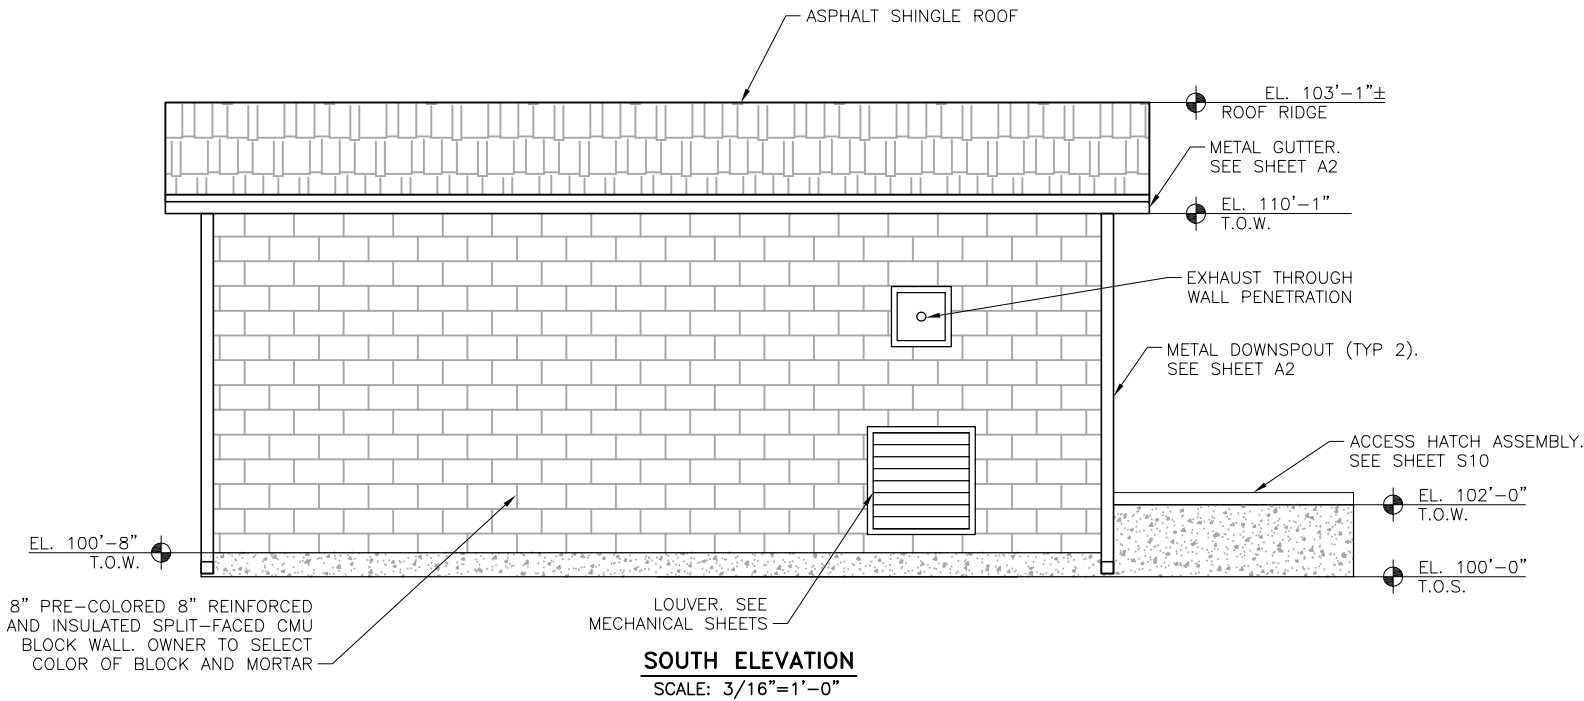 ASPHALT SHINGLE ROOF
EL. 103'-1"±
ROOF RIDGE
METAL GUTTER.
SEE SHEET A2
EL. 110'-1"
T.O.W.
EXHAUST THROUGH
WALL PENETRATION
METAL DOWNSPOUT (TYP 2).
SEE SHEET A2
ACCESS HATCH ASSEMBLY.
SEE SHEET S10
EL. 102'-0"
T.O.W.
EL. 100'-8"
T.O.W.
EL. 100'-0"
T.O.S.
8" PRE-COLORED 8" REINFORCED
AND INSULATED SPLIT-FACED CMU
BLOCK WALL. OWNER TO SELECT
COLOR OF BLOCK AND MORTAR
LOUVER. SEE
MECHANICAL SHEETS
SOUTH ELEVATION
SCALE: 3/16"=1'-0"